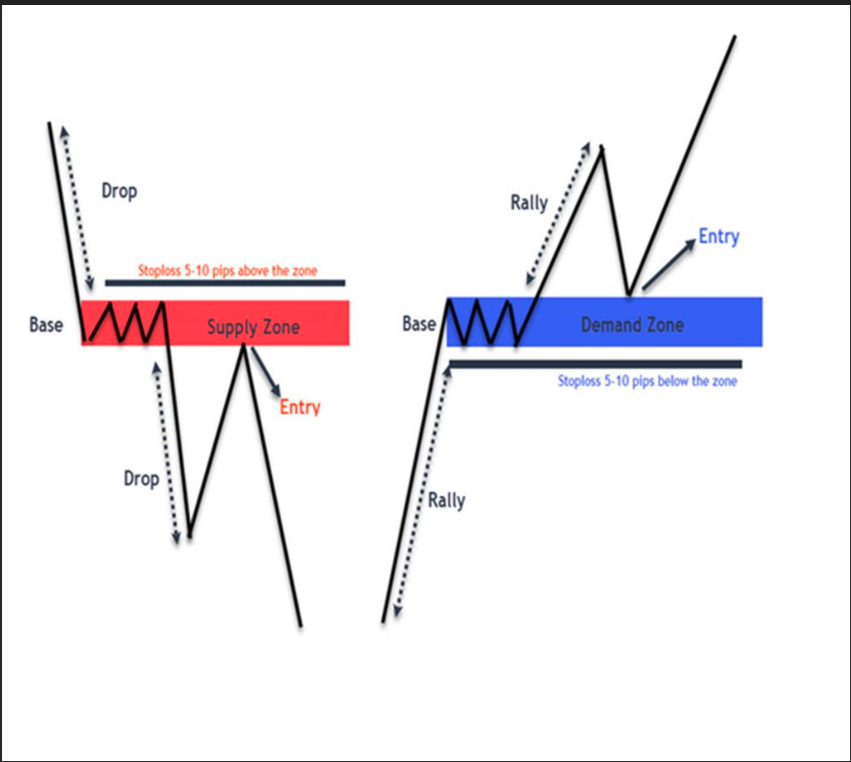 Drop
Stoploss 5-10 pips above the zone
Base
Supply Zone
Entry
Drop
Rally
Entry
Base
Demand Zone
Stoploss 5-10 pips below the zone
Rally